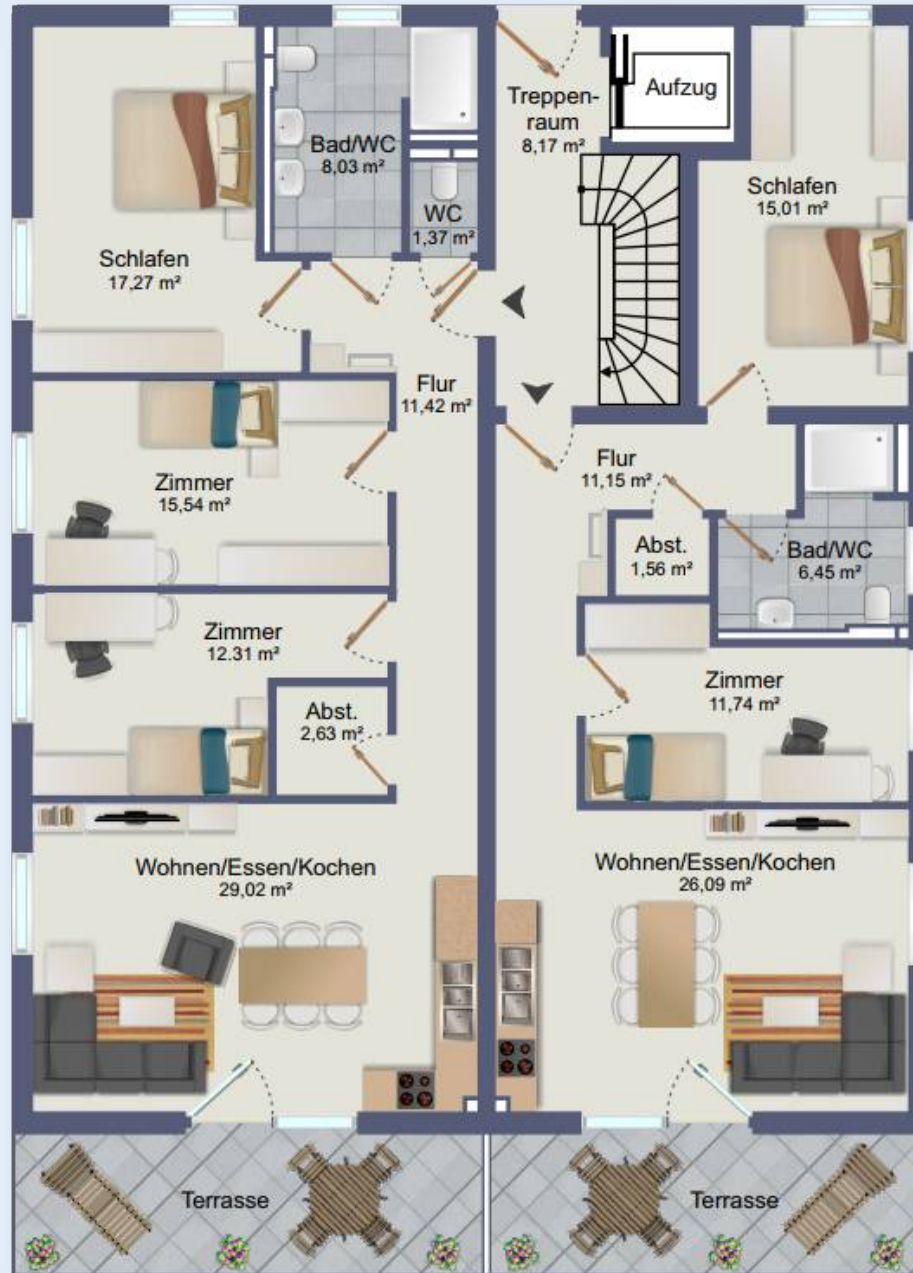 Treppen-
raum
8,17 m²
Aufzug
Bad/WC
8,03 m²
WC
1,37 m²
Schlafen
15,01 m²
Schlafen
17,27 m²
Flur
11,42 m²
Zimmer
15,54 m²
Flur
11,15 m²
Abst.
1,56 m²
Bad/WC
6,45 m²
Zimmer
12.31 m²
Abst.
2,63 m²
Zimmer
11,74 m²
Wohnen/Essen/Kochen
29,02 m²
Wohnen/Essen/Kochen
26,09 m²
Terrasse
Terrasse